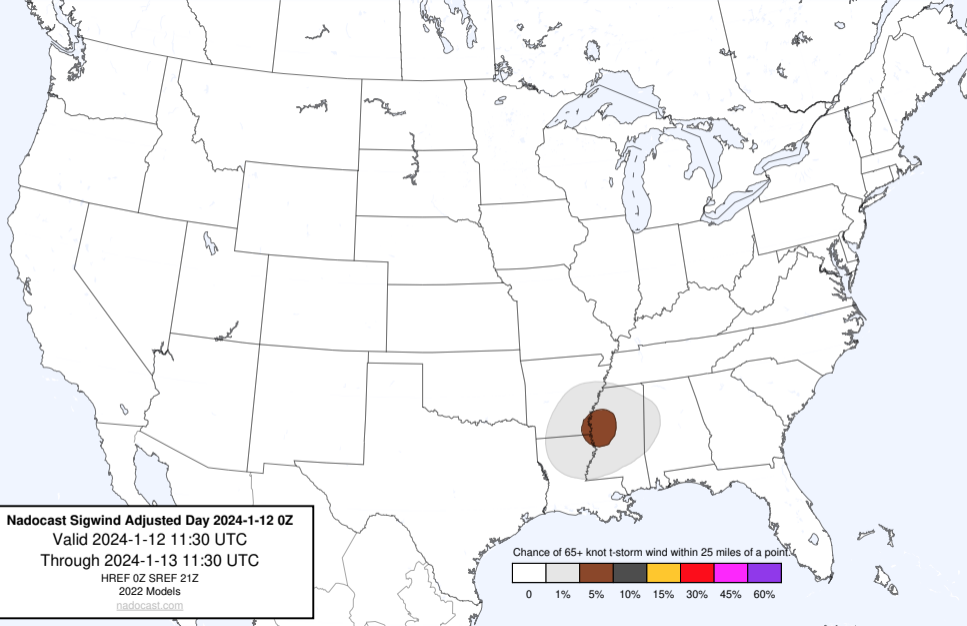 Nadocast Sigwind Adjusted Day 2024-1-12 0Z
Valid 2024-1-12 11:30 UTC
Through 2024-1-13 11:30 UTC
HREF 0Z SREF 21Z
2022 Models
nadocast.com
Chance of 65+ knot t-storm wind within 25 miles of a point.
0 1% 5% 10% 15% 30% 45% 60%